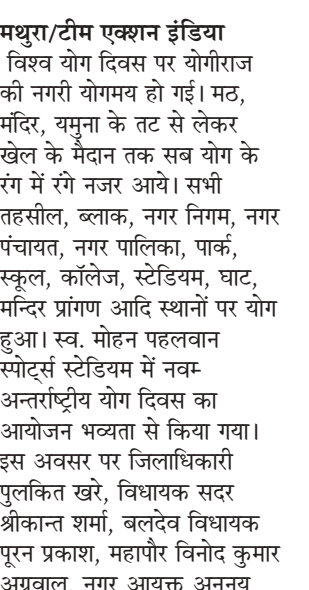 मथुरा/टीम एक्शन इंडिया
विश्व योग दिवस पर योगीराज
की नगरी योगमय हो गई। मठ,
मंदिर, यमुना के तट से लेकर
खेल के मैदान तक सब योग के
रंग में रंगे नजर आये। सभी
तहसील, ब्लाक, नगर निगम, नगर
पंचायत, नगर पालिका, पार्क,
स्कूल, कॉलेज, स्टेडियम, घाट,
मन्दिर प्रांगण आदि स्थानों पर योग
हुआ। स्व. मोहन पहलवान
स्पोर्ट्स स्टेडियम में नवम्
अन्तर्राष्ट्रीय योग दिवस का
आयोजन भव्यता से किया गया।
इस अवसर पर जिलाधिकारी
पुलकित खरे, विधायक सदर
श्रीकान्त शर्मा, बलदेव विधायक
पूरन प्रकाश, महापौर विनोद कुमार
अग्रवाल, नगर आयुक्त अननय